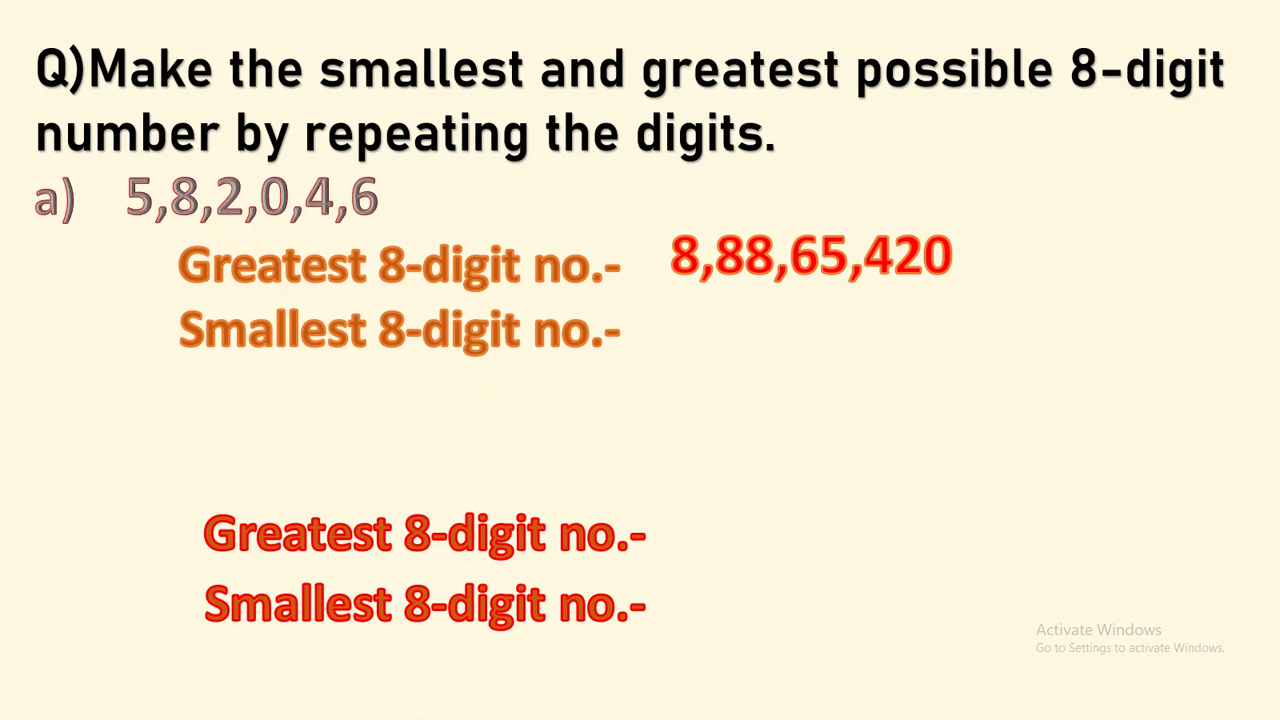 Q)Make the smallest and greatest possible 8-digit
number by repeating the digits.
a) 5,8,2,0,4,6
Greatest 8-digit no.- 8,88,65,420
Smallest 8-digit no.-
Greatest 8-digit no.-
Smallest 8-digit no.-
Activate Windows
Go to Settings to activate Windows.